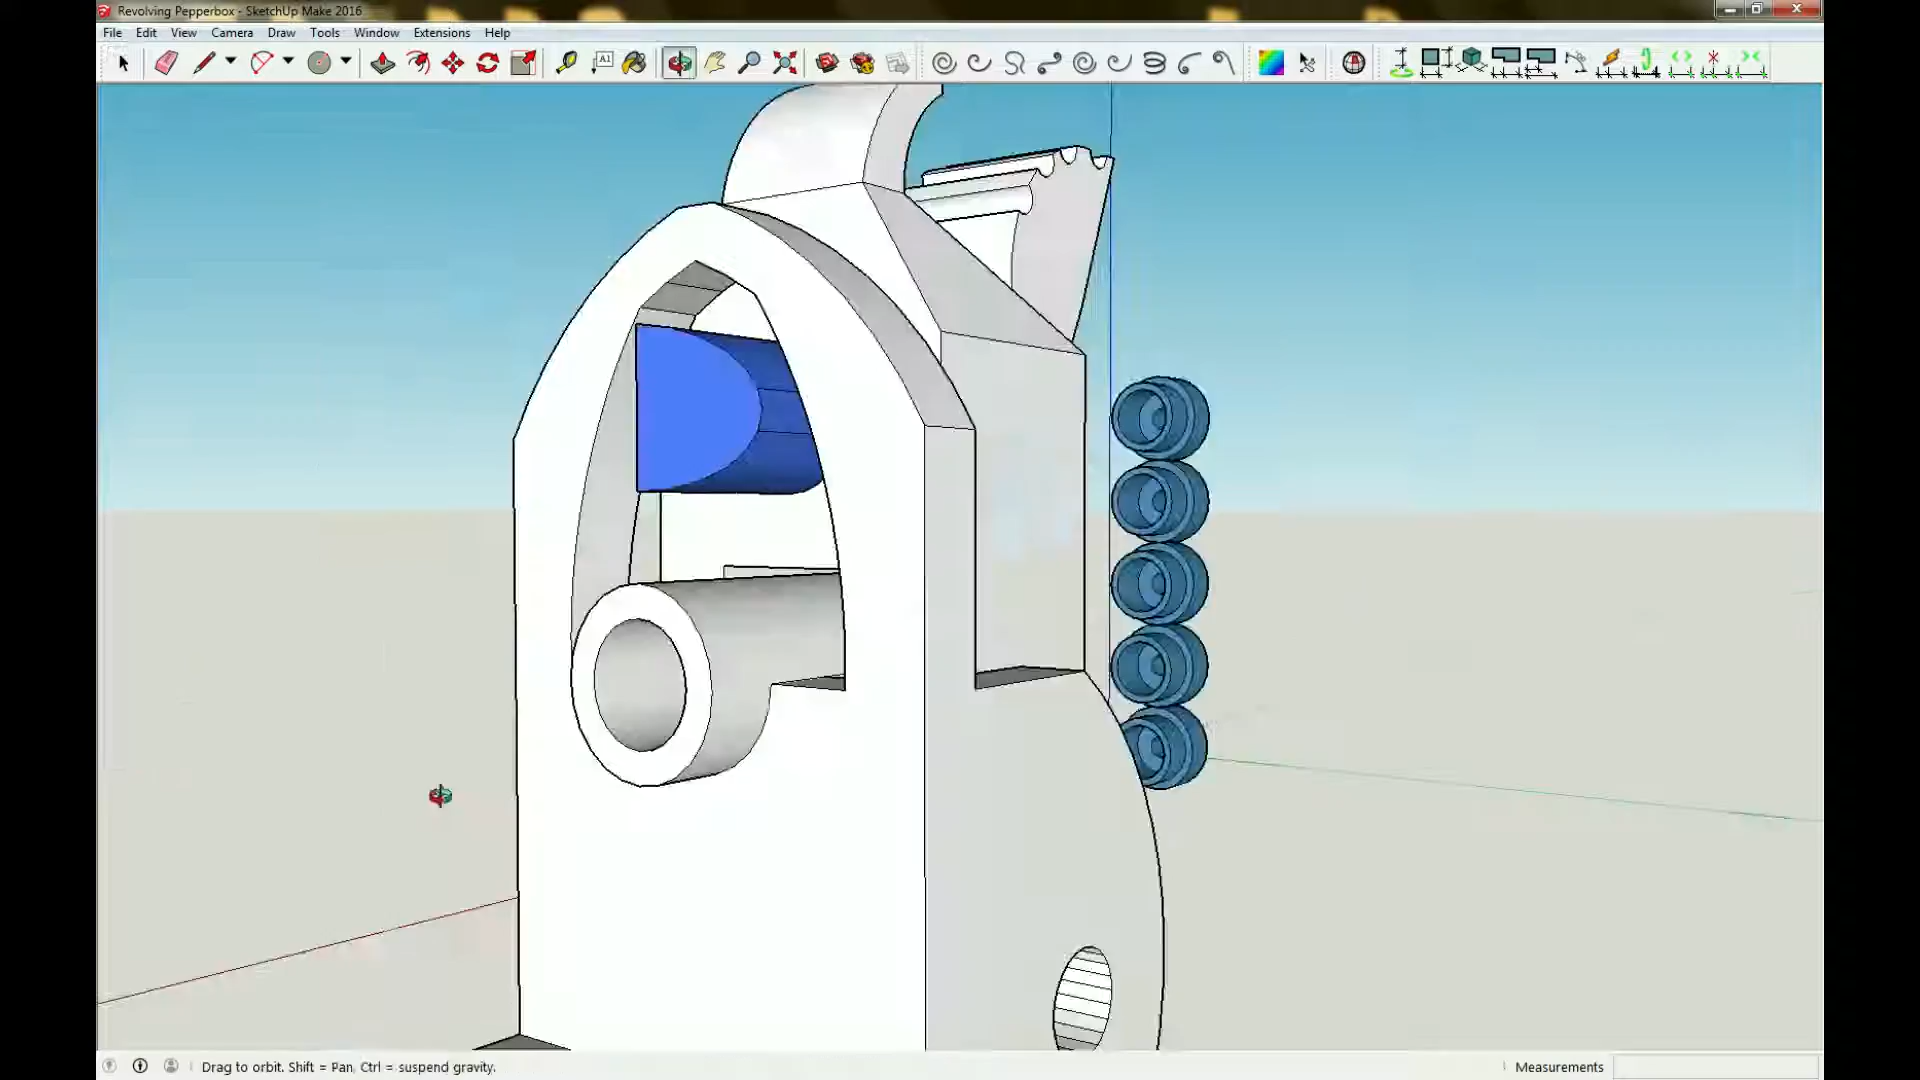 Revolving Pepperbox - SketchUp Make 2016
File Edit View Camera Draw Tools Window Extensions Help
A1
Drag to orbit. Shift = Pan, Ctrl = suspend gravity.
Measurements